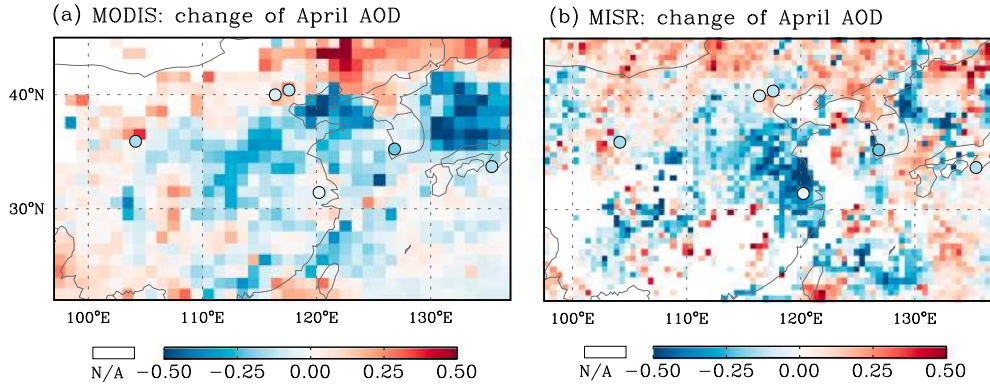 (a) MODIS: change of April AOD
(b) MISR: change of April AOD
40°N
30°N
100°E 110°E 120°E 130°E
100°E 110°E 120°E 130°E
N/A −0.50 −0.25 0.00 0.25 0.50
N/A −0.50 −0.25 0.00 0.25 0.50